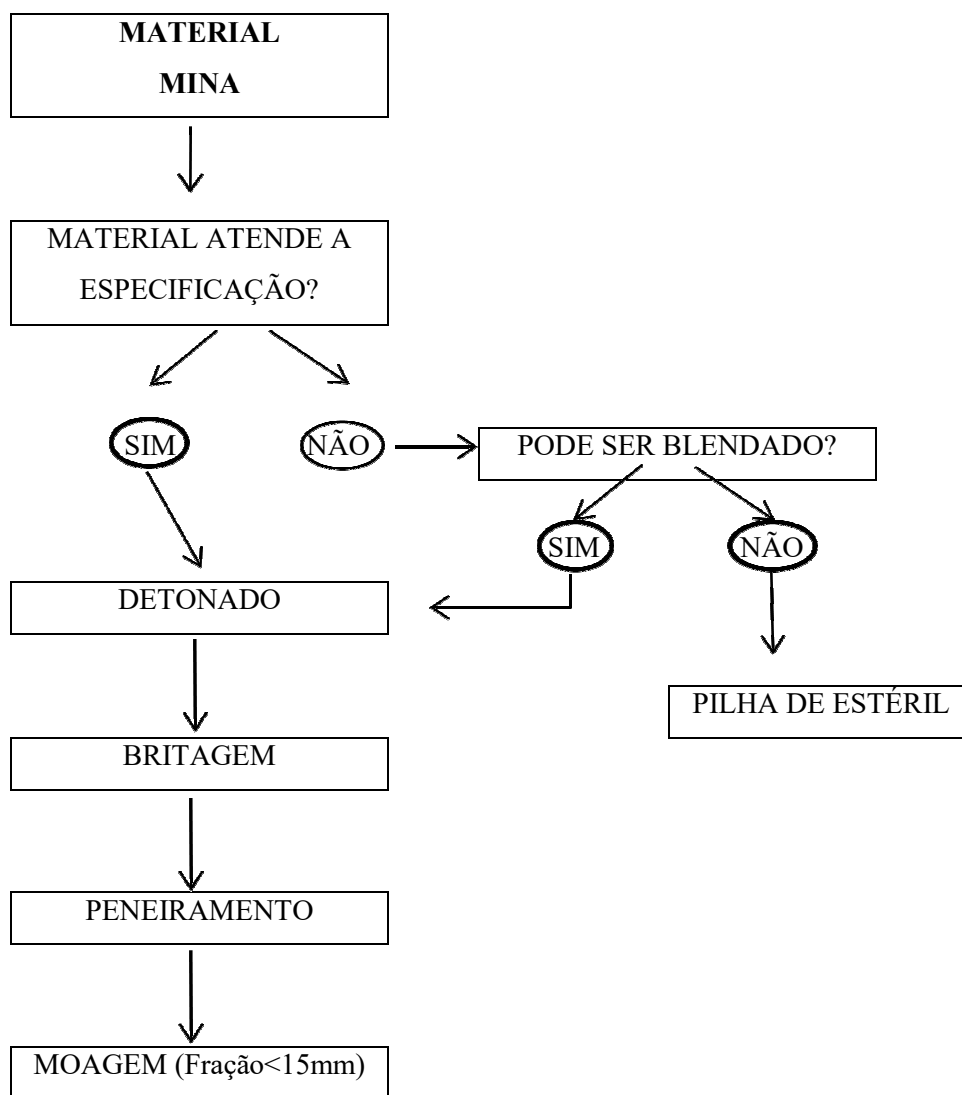 MATERIAL
MINA
MATERIAL ATENDE A
ESPECIFICAÇÃO?
SIM
NÃO
PODE SER BLENDADO?
SIM
NÃO
DETONADO
PILHA DE ESTÉRIL
BRITAGEM
PENEIRAMENTO
MOAGEM (Fração<15mm)